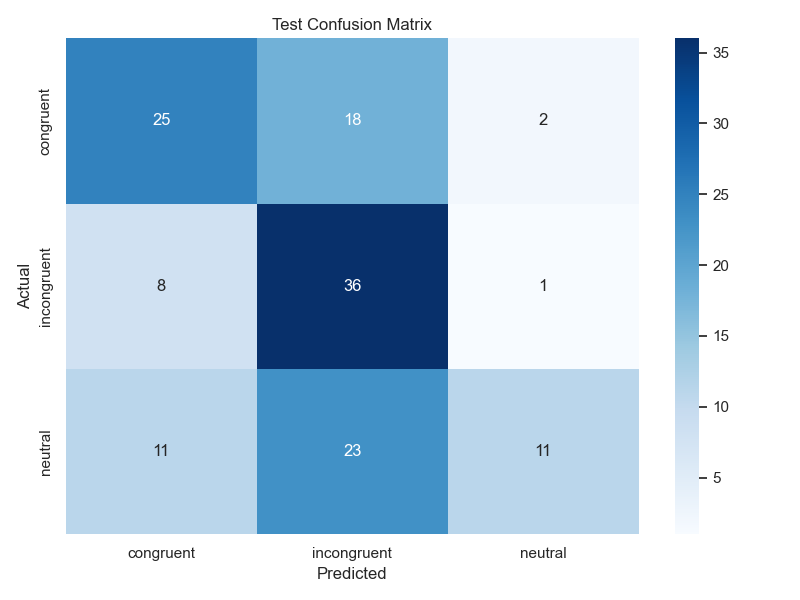 Test Confusion Matrix
congruent
25 18 2
incongruent
8 36 1
neutral
11 23 11
Actual
congruent incongruent neutral
Predicted
35
30
25
20
15
10
5